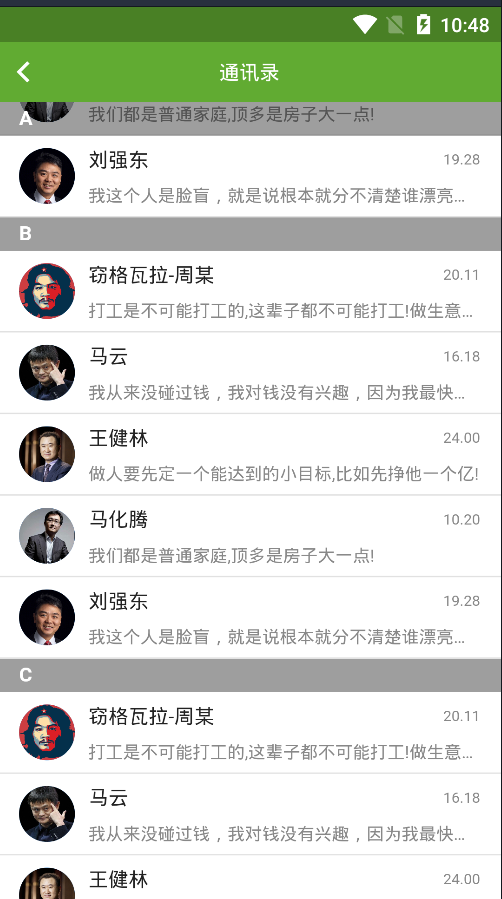 10:48
通讯录
我们都是普通家庭,顶多是房子大一点!
A
刘强东
19.28
我这个人是脸盲，就是说根本就分不清楚谁漂亮...
B
窃格瓦拉-周某
20.11
打工是不可能打工的,这辈子都不可能打工!做生意...
马云
16.18
我从来没碰过钱，我对钱没有兴趣，因为我最快...
王健林
24.00
做人要先定一个能达到的小目标,比如先挣他一个亿!
马化腾
10.20
我们都是普通家庭,顶多是房子大一点!
刘强东
19.28
我这个人是脸盲，就是说根本就分不清楚谁漂亮...
C
窃格瓦拉-周某
20.11
打工是不可能打工的,这辈子都不可能打工!做生意...
马云
16.18
我从来没碰过钱，我对钱没有兴趣，因为我最快...
王健林
24.00